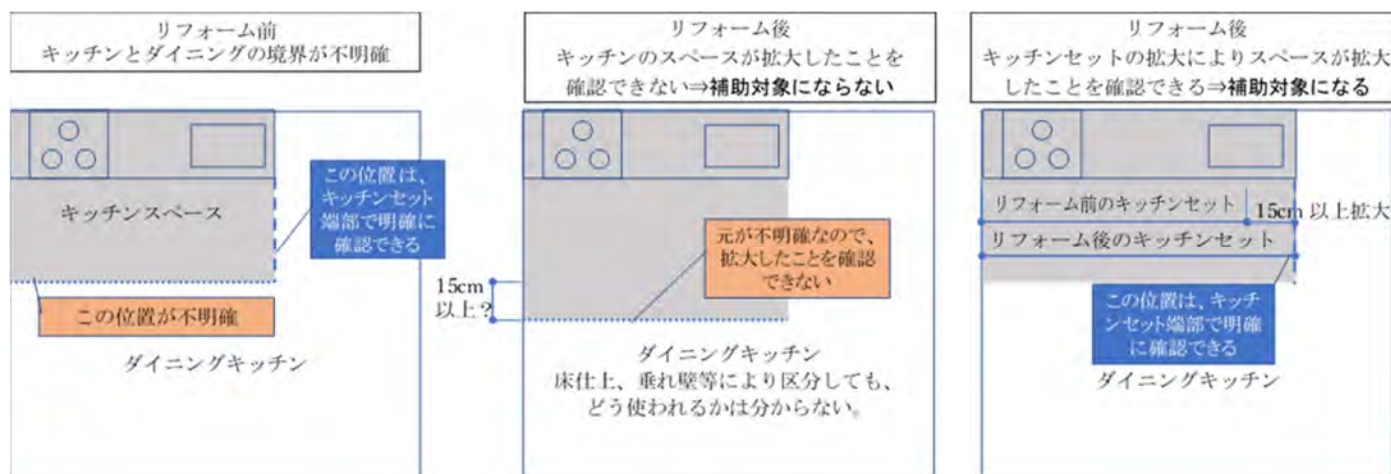 リフォーム前
キッチンとダイニングの境界が不明確
キッチンスペース
この位置は、
キッチンセット
端部で明確に
確認できる
この位置が不明確
ダイニングキッチン
リフォーム後
キッチンのスペースが拡大したことを
確認できない⇒補助対象にならない
元が不明確なので、
拡大したことを確認
できない
15cm
以上？
ダイニングキッチン
床仕上、垂れ壁等により区分しても、
どう使われるかは分からない。
リフォーム後
キッチンセットの拡大によりスペースが拡大
したことを確認できる⇒補助対象になる
リフォーム前のキッチンセット
15cm 以上拡大
リフォーム後のキッチンセット
この位置は、キッチ
ンセット端部で明確
に確認できる
ダイニングキッチン